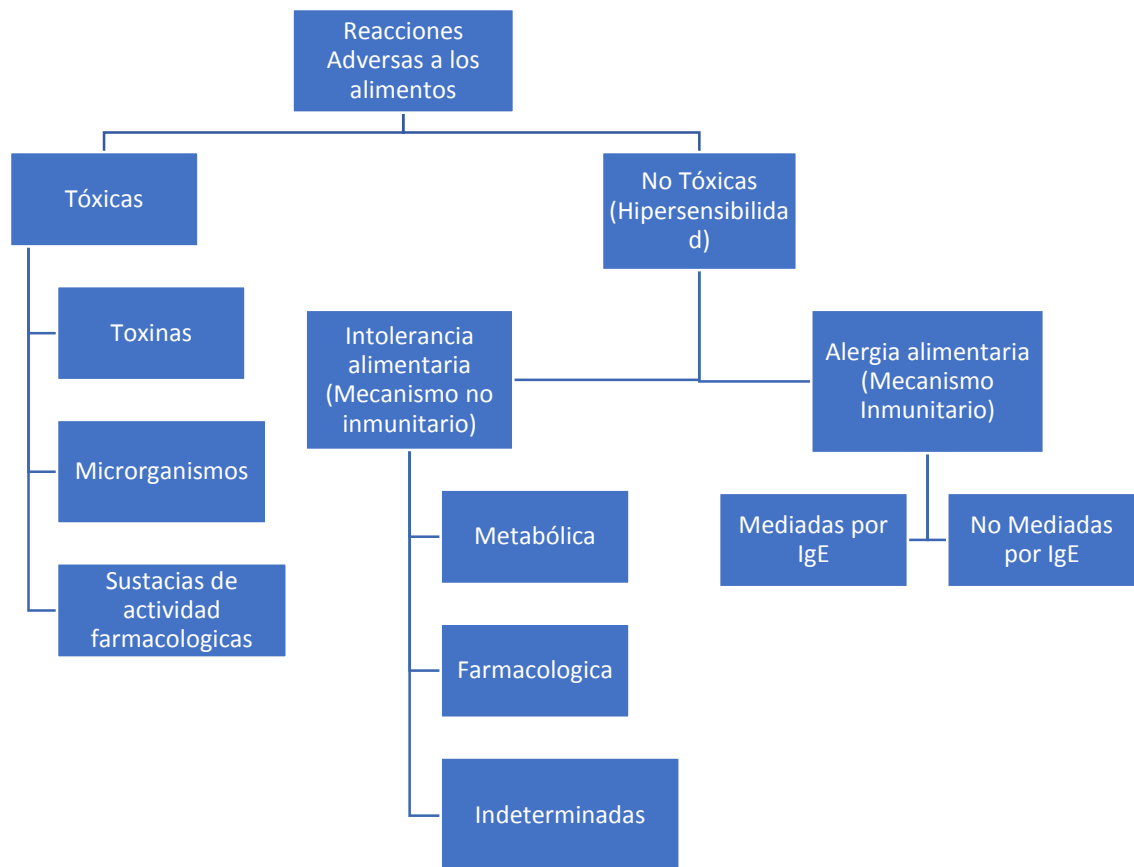 Reacciones
Adversas a los
alimentos
Tóxicas
No Tóxicas
(Hipersensibilida
d)
Toxinas
Intolerancia
alimentaria
(Mecanismo no
inmunitario)
Alergia alimentaria
(Mecanismo
Inmunitario)
Microrganismos
Metabólica
Mediadas por
IgE
No Mediadas
por IgE
Sustacias de
actividad
farmacologicas
Farmacologica
Indeterminadas